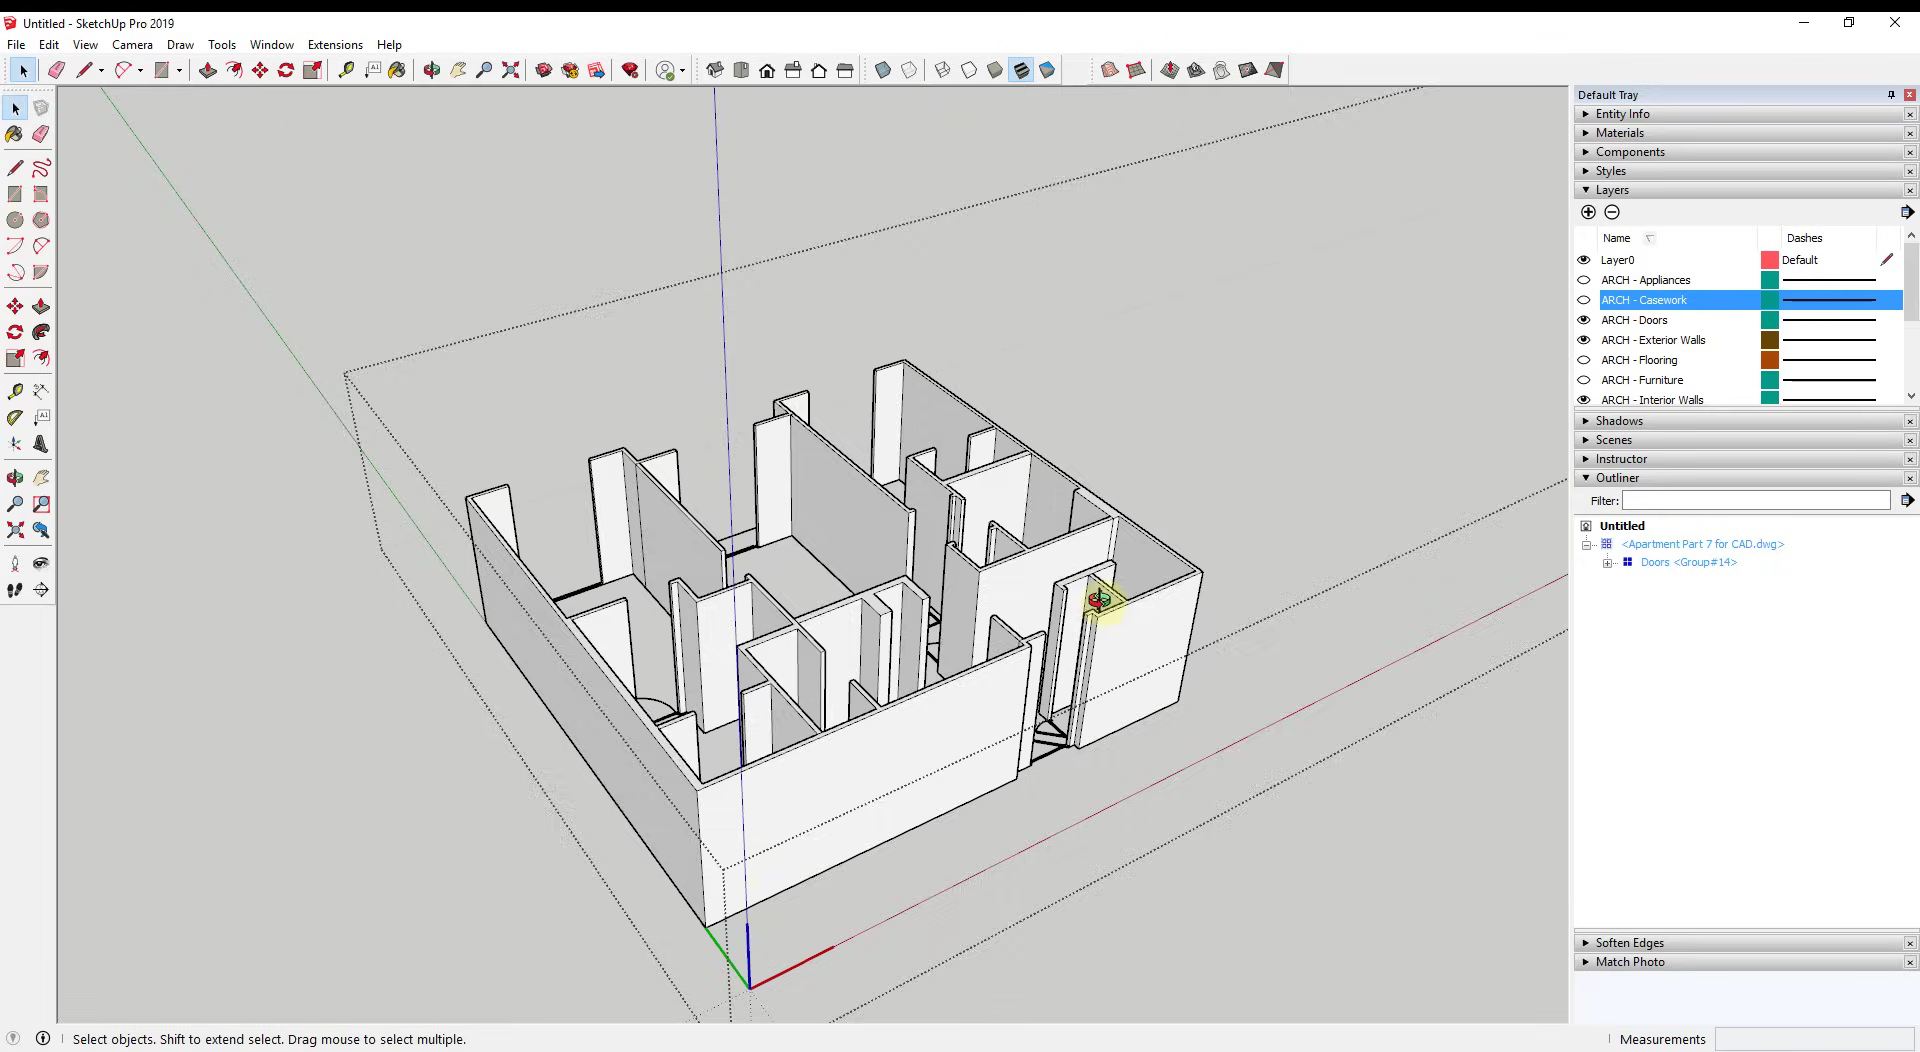 Untitled - SketchUp Pro 2019
File Edit View Camera Draw Tools Window Extensions Help
Default Tray
Entity Info
Materials
Components
Styles
Layers
Name Dashes
Layer0 Default
ARCH - Appliances
ARCH - Casework
ARCH - Doors
ARCH - Exterior Walls
ARCH - Flooring
ARCH - Furniture
ARCH - Interior Walls
Shadows
Scenes
Instructor
Outliner
Filter:
Untitled
<Apartment Part 7 for CAD.dwg>
Doors <Group#14>
Soften Edges
Match Photo
Select objects. Shift to extend select. Drag mouse to select multiple.
Measurements